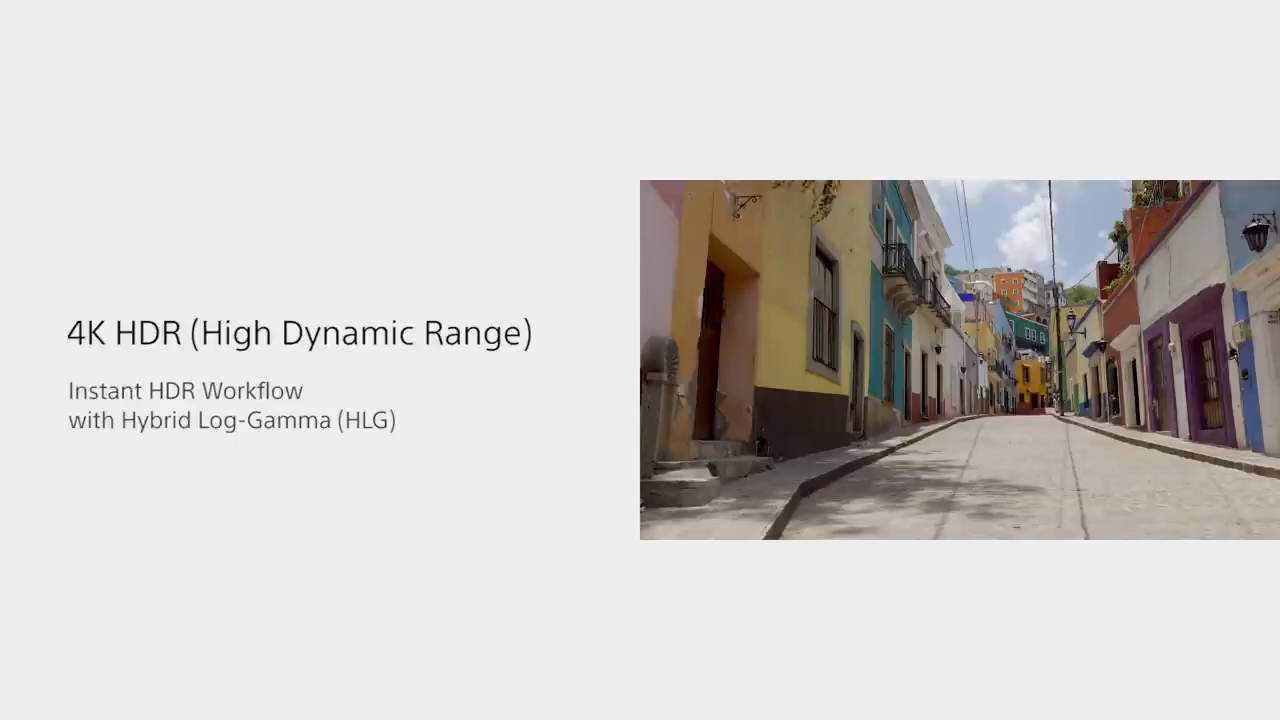 4K HDR (High Dynamic Range)
Instant HDR Workflow
with Hybrid Log-Gamma (HLG)